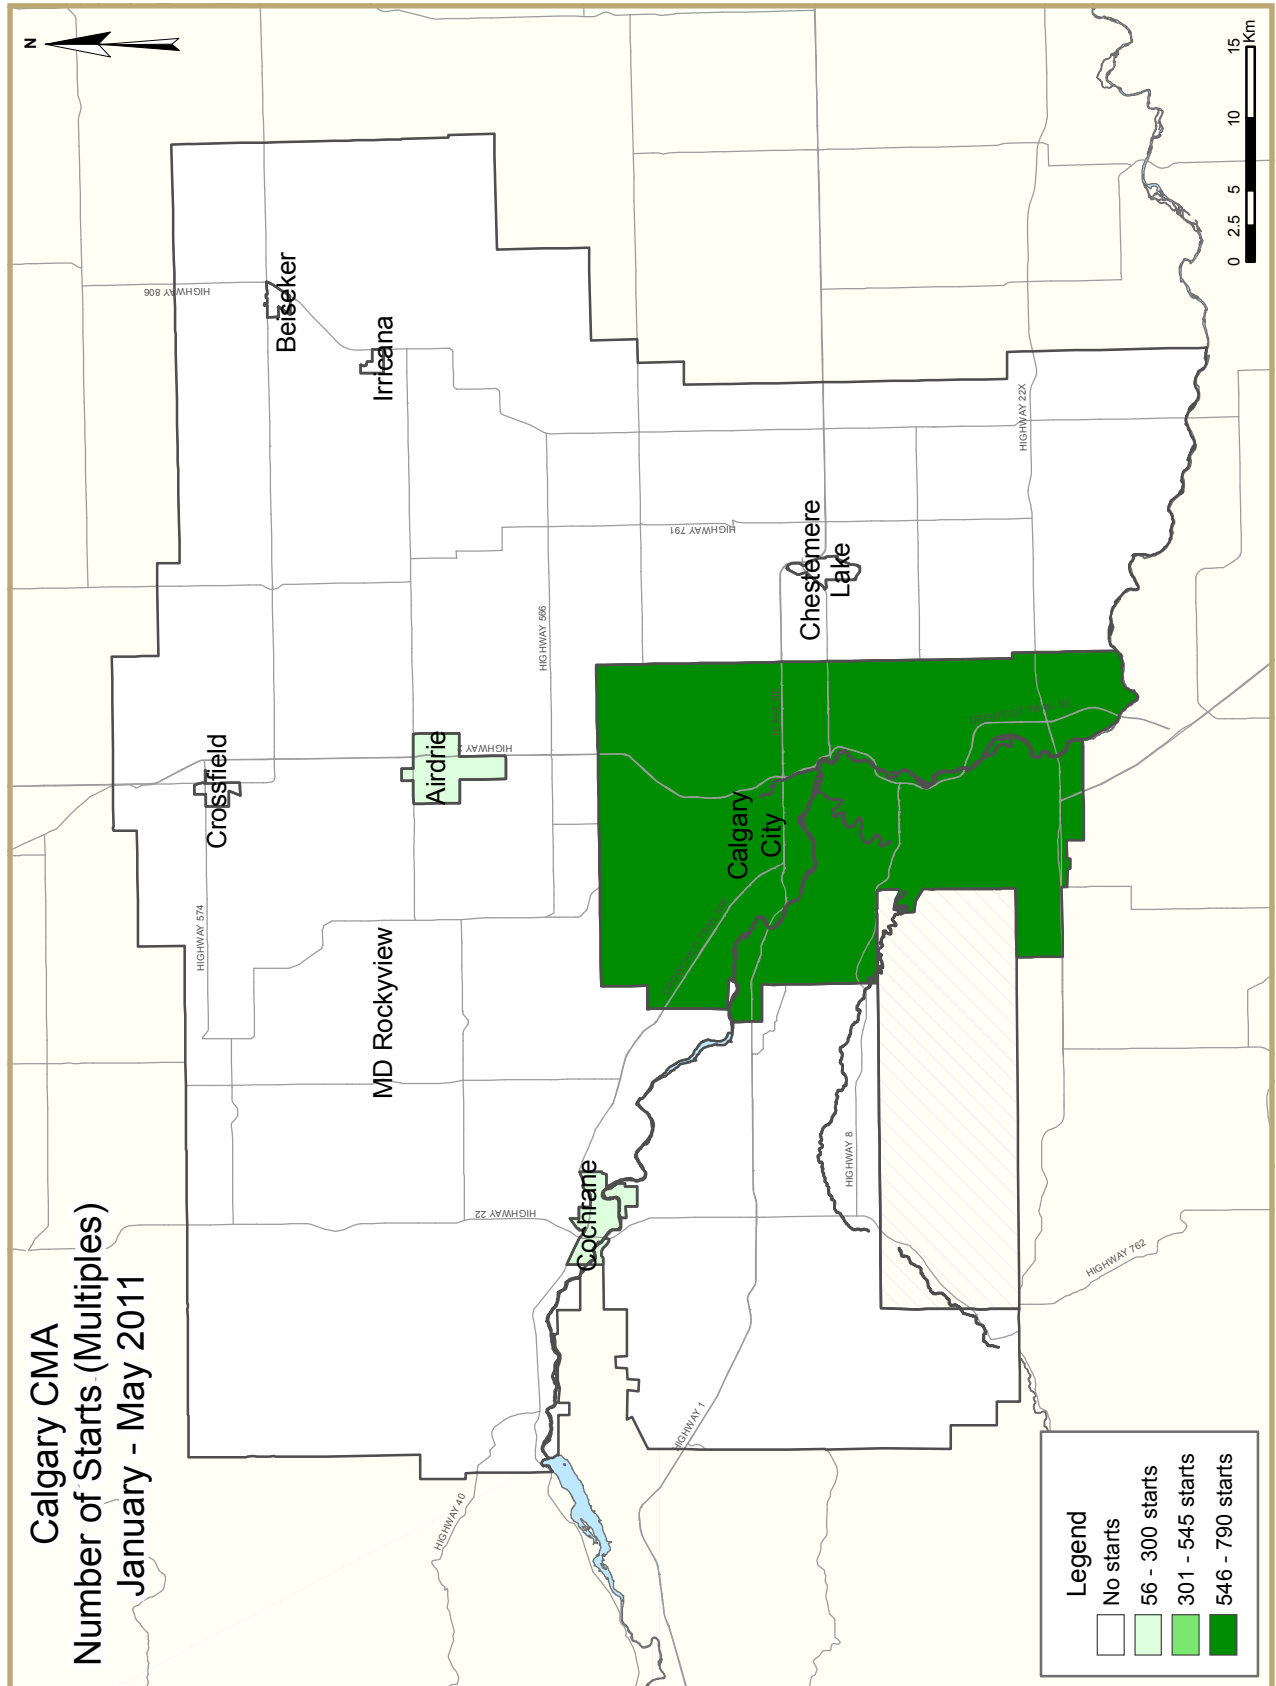 Calgary CMA
Number of Starts (Multiples)
January - May 2011
N
HIGHWAY 574
Crossfield
HIGHWAY 806
Beiseker
Irricana
MD Rockyview
Airdrie
HIGHWAY 2
HIGHWAY 566
HIGHWAY 40
HIGHWAY 22
Cochrane
HIGHWAY 791
Calgary
City
Chestemere
Lake
HIGHWAY 1
HIGHWAY 8
HIGHWAY 22X
HIGHWAY 762
Legend
No starts
56 - 300 starts
301 - 545 starts
546 - 790 starts
0 2.5 5 10 15
Km